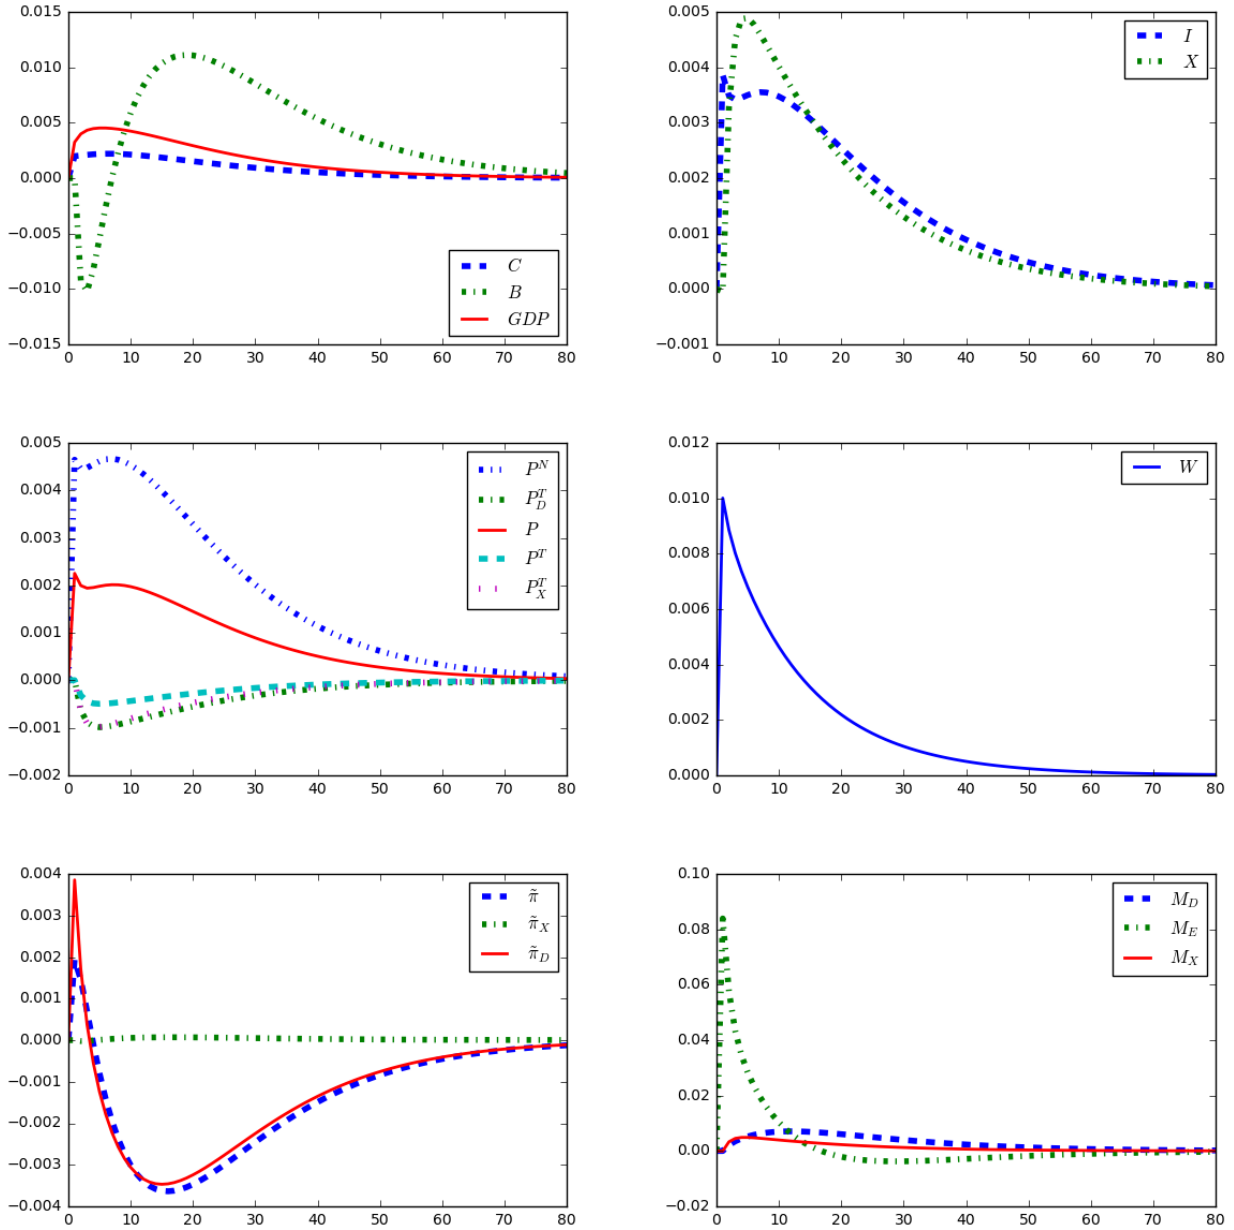 0.015
0.010
0.005
0.000
−0.005
−0.010
−0.015
0 10 20 30 40 50 60 70 80
C
B
GDP
0.005
0.004
0.003
0.002
0.001
0.000
−0.001
0 10 20 30 40 50 60 70 80
I
X
0.005
0.004
0.003
0.002
0.001
0.000
−0.001
−0.002
0 10 20 30 40 50 60 70 80
P^N
P_D^T
P
P^T
P_X^T
0.012
0.010
0.008
0.006
0.004
0.002
0.000
0 10 20 30 40 50 60 70 80
W
0.004
0.003
0.002
0.001
0.000
−0.001
−0.002
−0.003
−0.004
0 10 20 30 40 50 60 70 80
π̃
π̃_X
π̃_D
0.10
0.08
0.06
0.04
0.02
0.00
−0.02
0 10 20 30 40 50 60 70 80
M_D
M_E
M_X